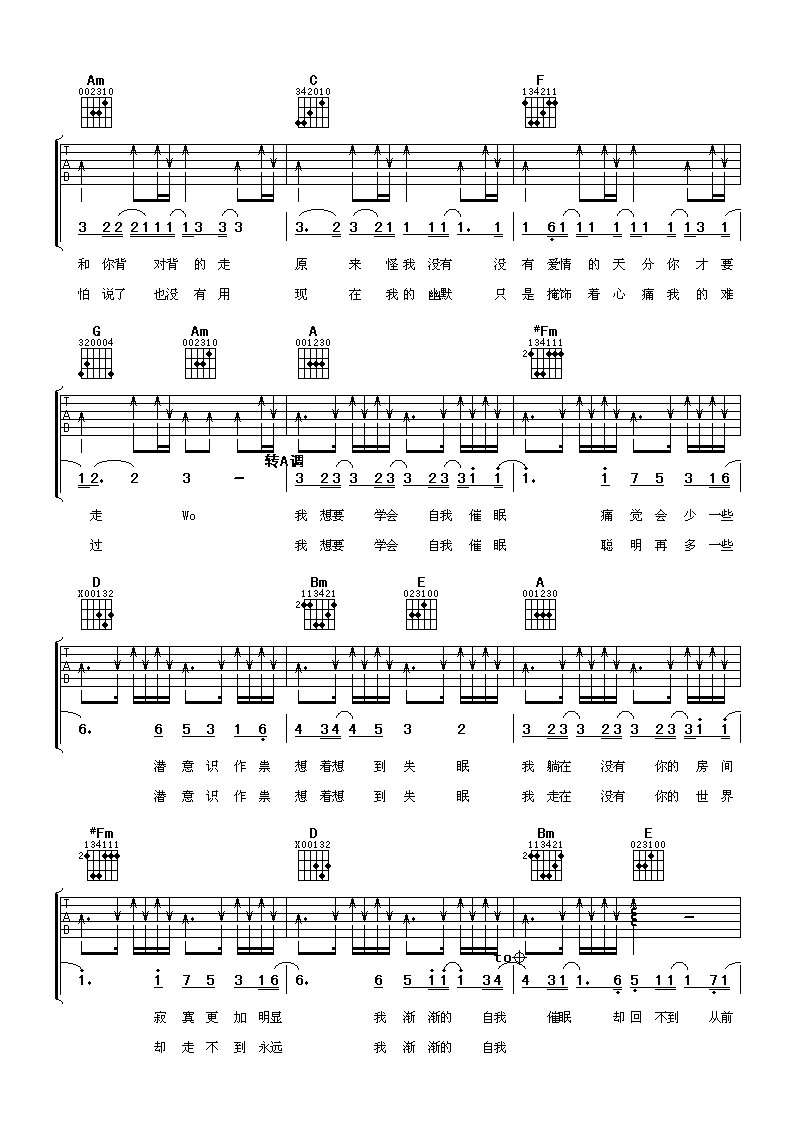 Am C F
002310 342010 134211
T A B
3 22 2111 13 3 3 3. 2 3 21 1 11 1. 1 1 61 11 1 11 13 1
和 你背 对背 的 走 原 来 怪我 没有 没 有 爱情 的 天 分 你 才 要
怕 说了 也没 有 用 现 在 我的 幽默 只 是 掩饰 着 心 痛 我 的 难
G Am A #Fm
320004 002310 001230 2 134111
T A B
转A调
12. 2 3 - 3 23 3 23 3 23 31 1 1. 1 7 5 3 16
走 Wo 我 想要 学会 自我 催 眠 痛 觉 会 少 一些
过 我 想要 学会 自我 催 眠 聪 明 再 多 一些
D Bm E A
X00132 2 113421 023100 001230
T A B
6. 6 5 3 1 6 4 34 4 5 3 2 3 23 3 23 3 23 31 1
潜 意 识 作 祟 想 着想 到 失 眠 我 躺在 没有 你的 房 间
潜 意 识 作 祟 想 着想 到 失 眠 我 走在 没有 你的 世 界
#Fm D Bm E
2 134111 X00132 2 113421 023100
T A B
to
1. 1 7 5 3 16 6. 6 5 11 1 34 4 31 1. 6 5 11 1 71
寂 寞 更 加 明显 我 渐 渐的 自我 催眠 却 回 不到 从前
却 走 不 到 永远 我 渐 渐的 自我